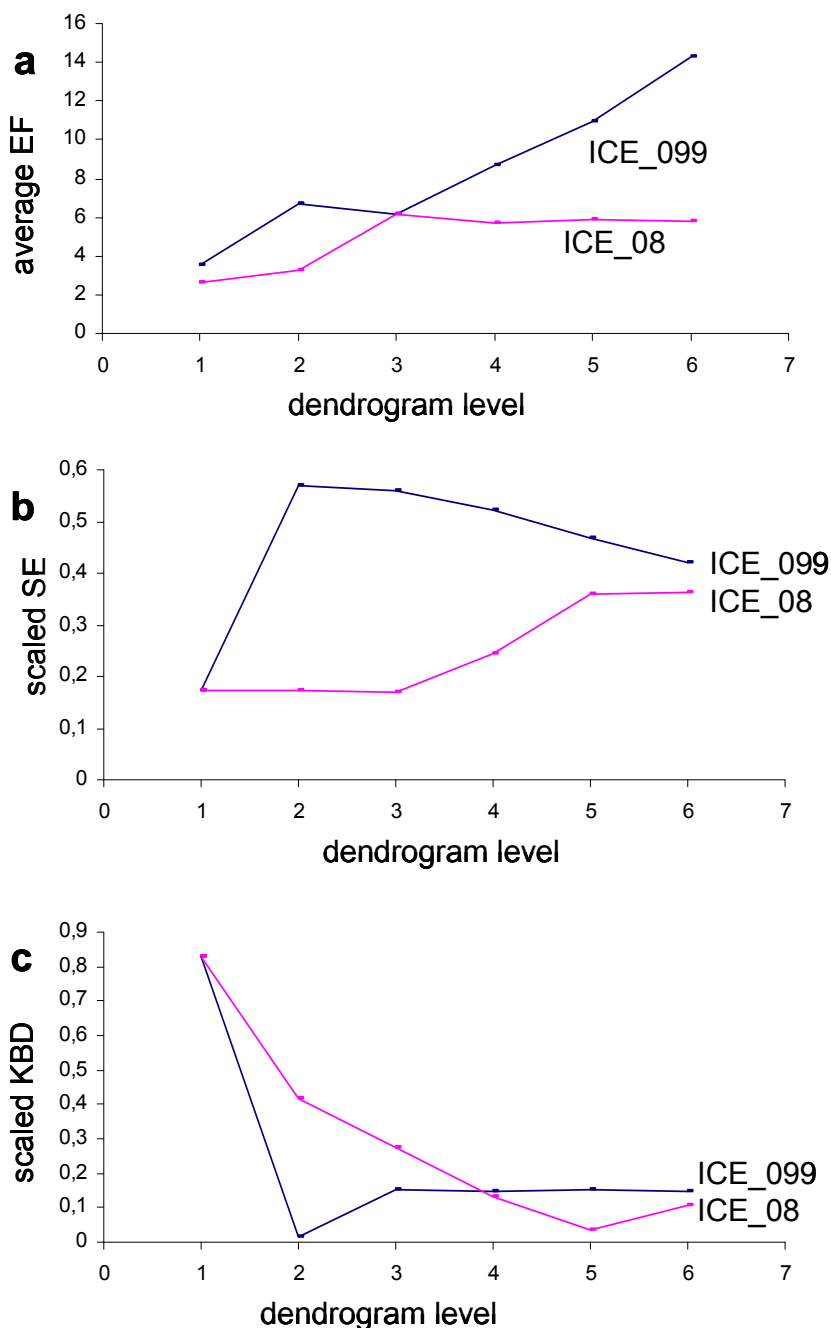 a
average EF
16
14
12
10
8
6
4
2
0
0 1 2 3 4 5 6 7
ICE_099
ICE_08
dendrogram level
b
scaled SE
0,6
0,5
0,4
0,3
0,2
0,1
0
0 1 2 3 4 5 6 7
ICE_099
ICE_08
dendrogram level
c
scaled KBD
0,9
0,8
0,7
0,6
0,5
0,4
0,3
0,2
0,1
0
0 1 2 3 4 5 6 7
ICE_099
ICE_08
dendrogram level